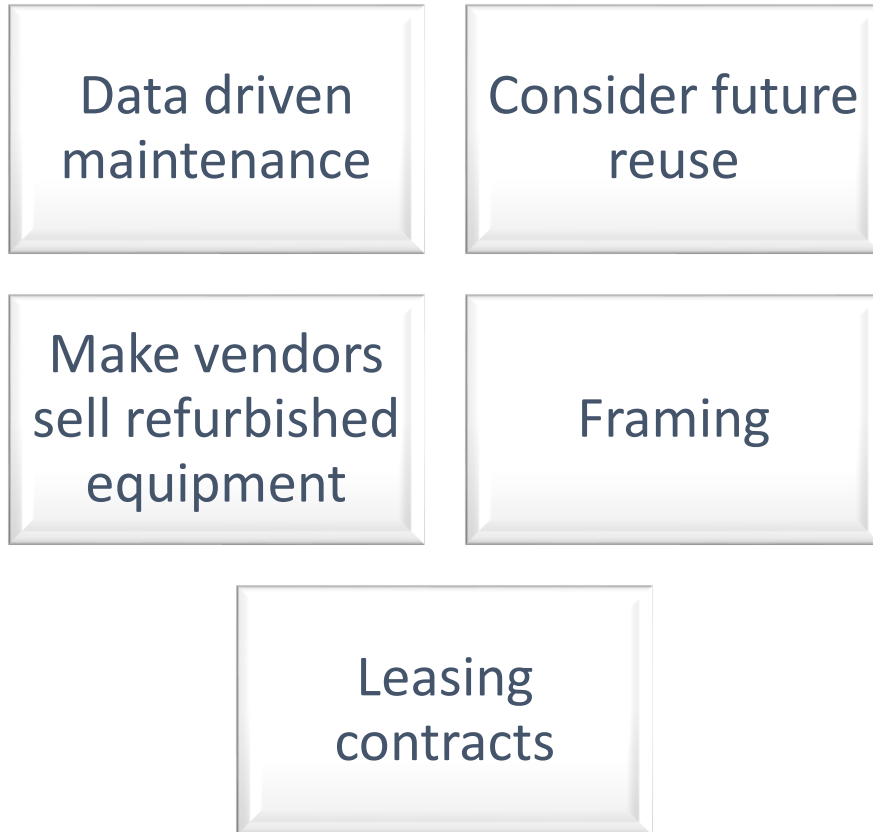 Data driven
maintenance
Consider future
reuse
Make vendors
sell refurbished
equipment
Framing
Leasing
contracts